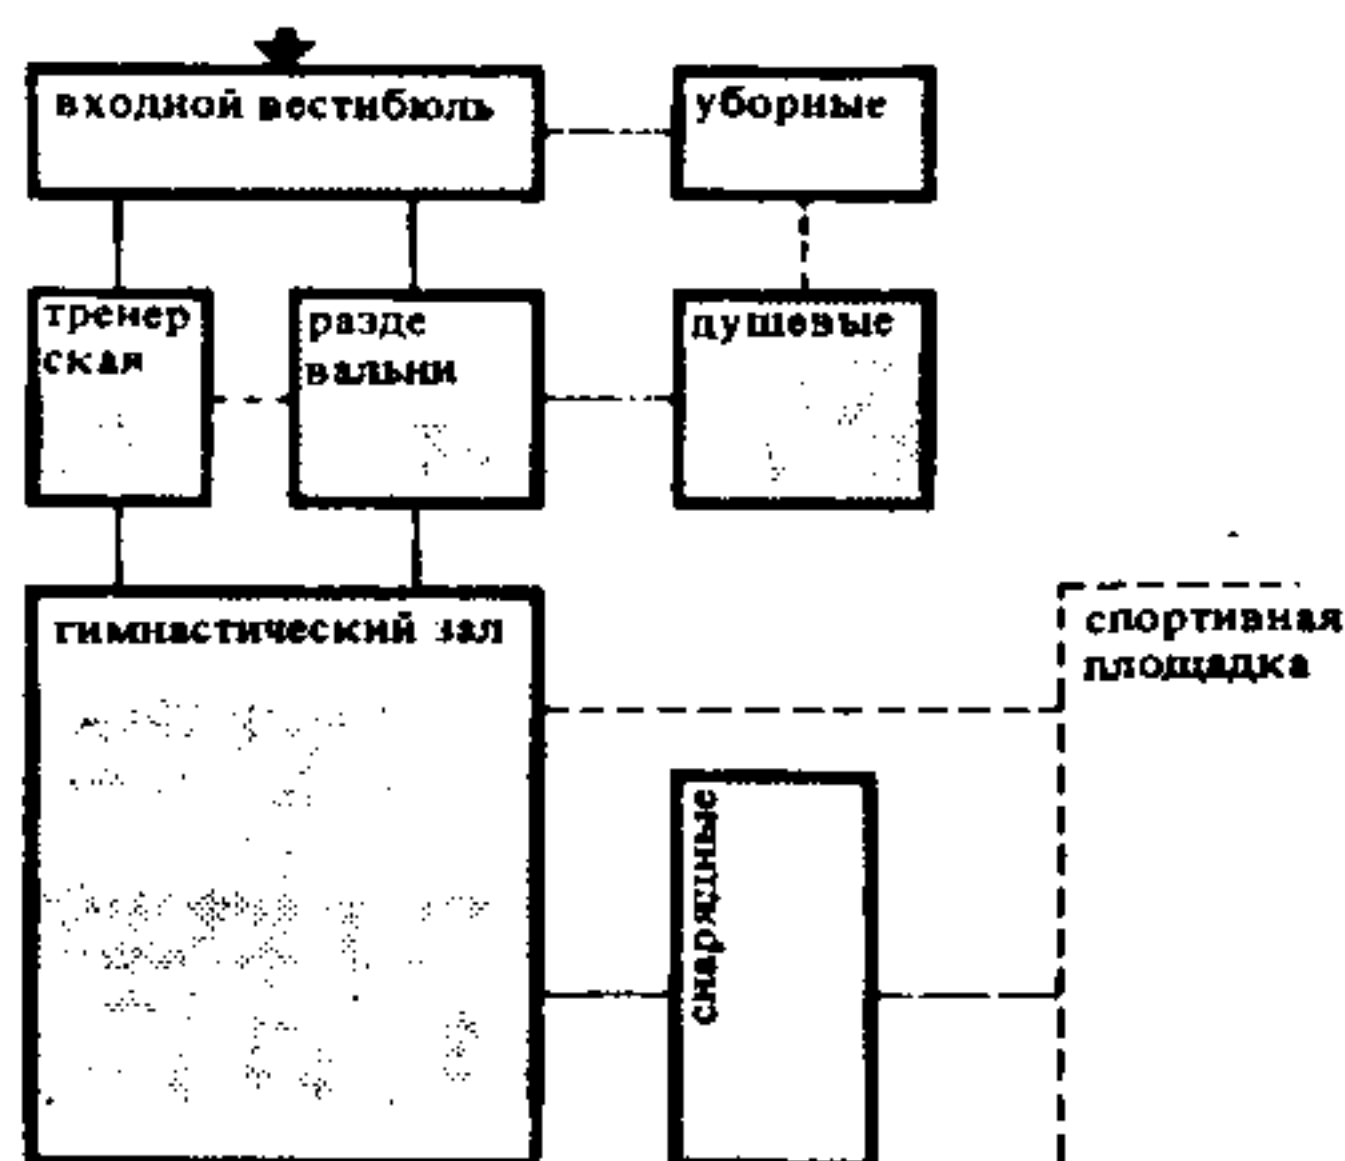 входной вестибюль
уборные
тренер
ская
разде
вальни
душевые
гимнастический зал
спортивная
площадка
снарядные